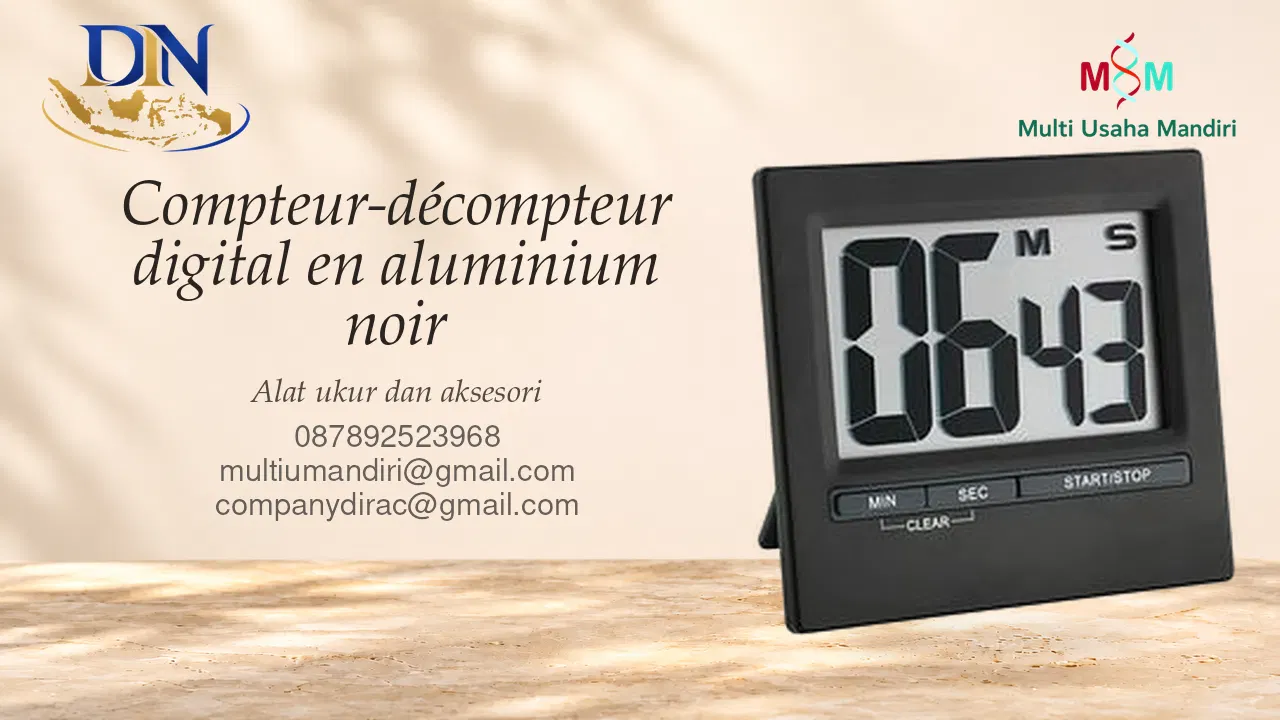 DIN
M M
Multi Usaha Mandiri
Compteur-décompteur
digital en aluminium
noir
Alat ukur dan aksesori
087892523968
multiumandiri@gmail.com
companydirac@gmail.com
06 M 43 S
MIN SEC START/STOP
CLEAR